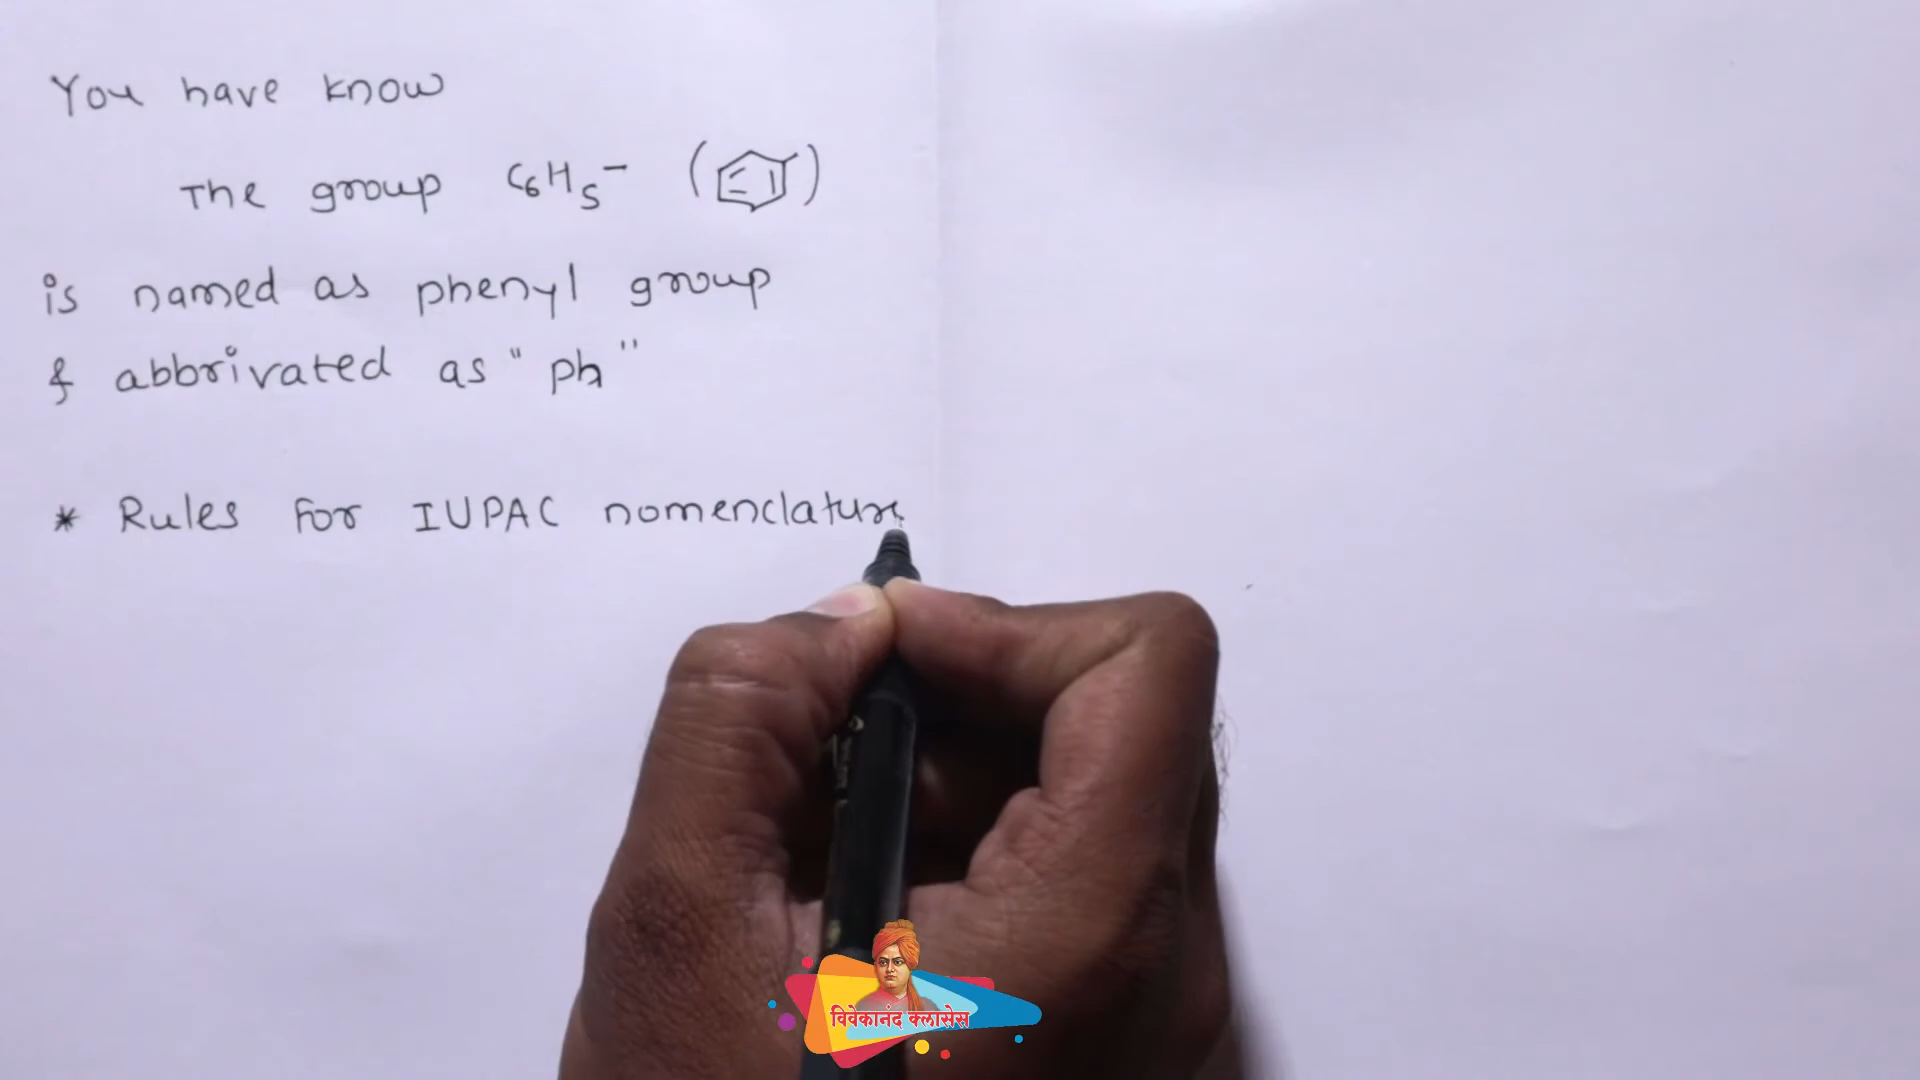 You have know
The group C6H5- ( )
is named as phenyl group
& abbrivated as "ph"
* Rules For IUPAC nomenclature
विवेकानंद क्लासेस